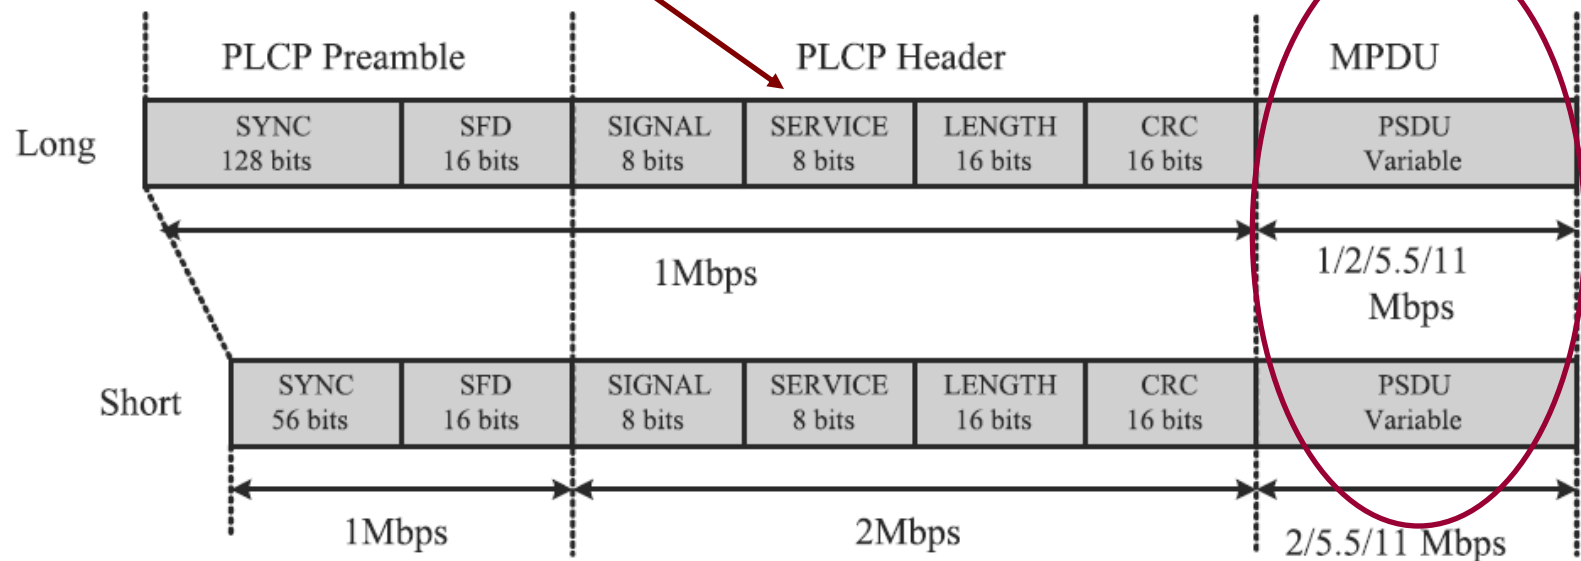 PLCP Preamble PLCP Header MPDU
Long
SYNC SFD SIGNAL SERVICE LENGTH CRC PSDU
128 bits 16 bits 8 bits 8 bits 16 bits 16 bits Variable
1Mbps
1/2/5.5/11
Mbps
Short
SYNC SFD SIGNAL SERVICE LENGTH CRC PSDU
56 bits 16 bits 8 bits 8 bits 16 bits 16 bits Variable
1Mbps 2Mbps 2/5.5/11 Mbps